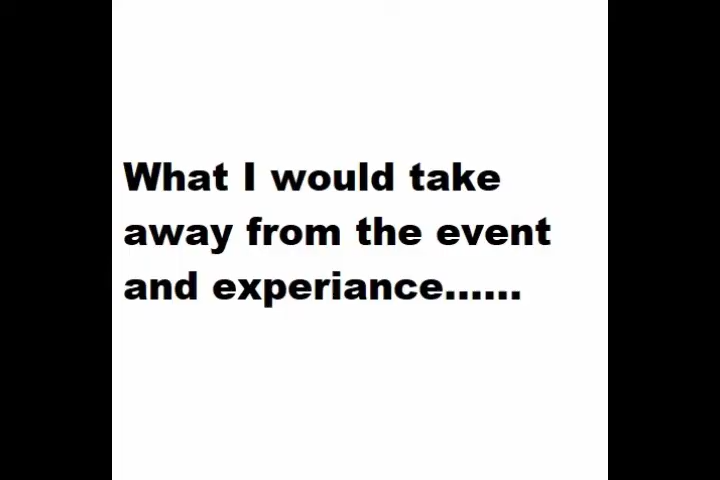 What I would take
away from the event
and experiance......